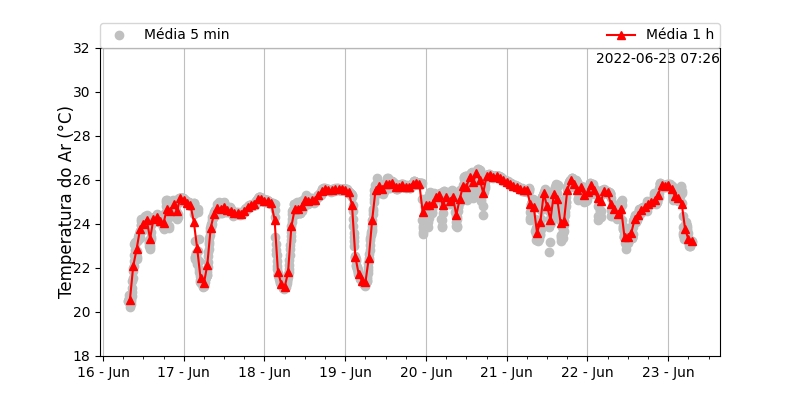 Média 5 min
Média 1 h
2022-06-23 07:26
Temperatura do Ar (°C)
32
30
28
26
24
22
20
18
16 - Jun
17 - Jun
18 - Jun
19 - Jun
20 - Jun
21 - Jun
22 - Jun
23 - Jun